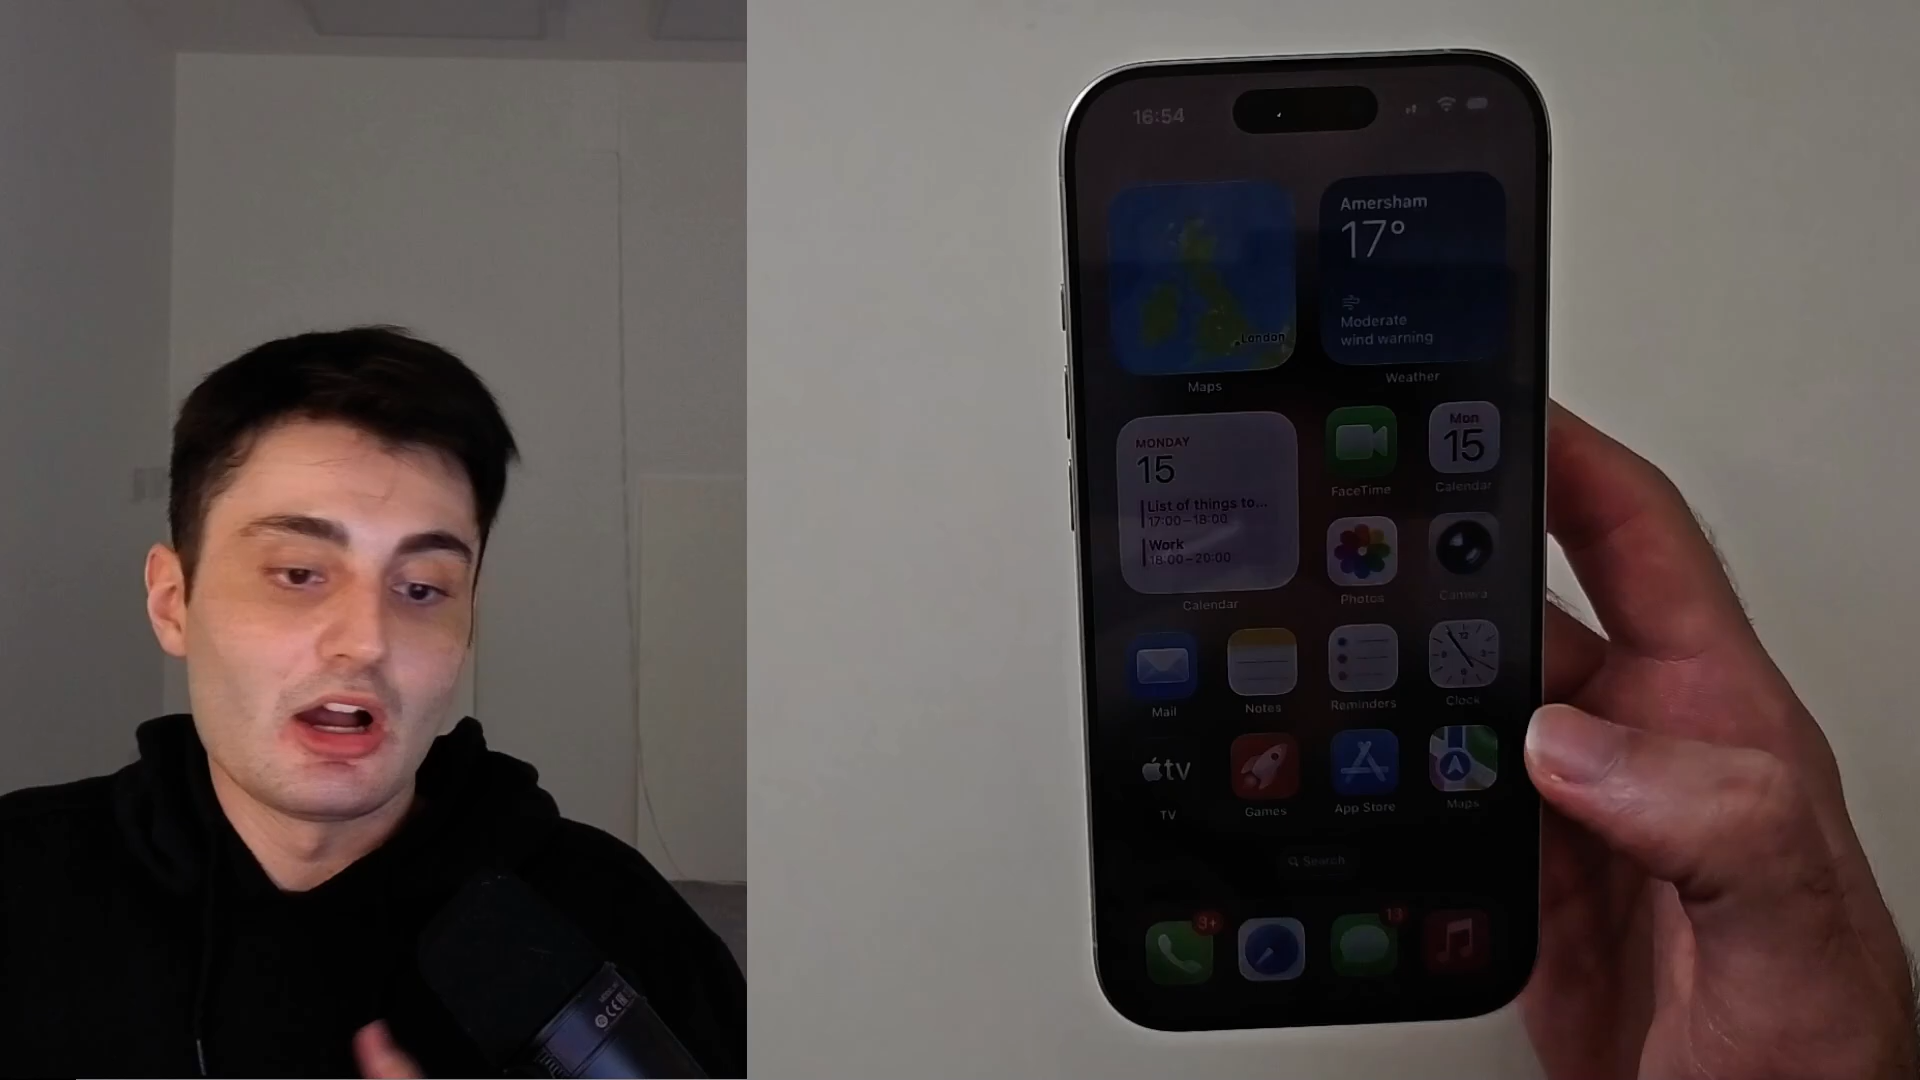 16:54
London
Maps
Amersham
17°
Moderate
wind warning
Weather
MONDAY
15
List of things to...
17:00–18:00
Work
18:00–20:00
Calendar
FaceTime
Mon
15
Calendar
Photos
Camera
Mail
Notes
Reminders
Clock
tv
TV
Games
App Store
Maps
Search
9+
13